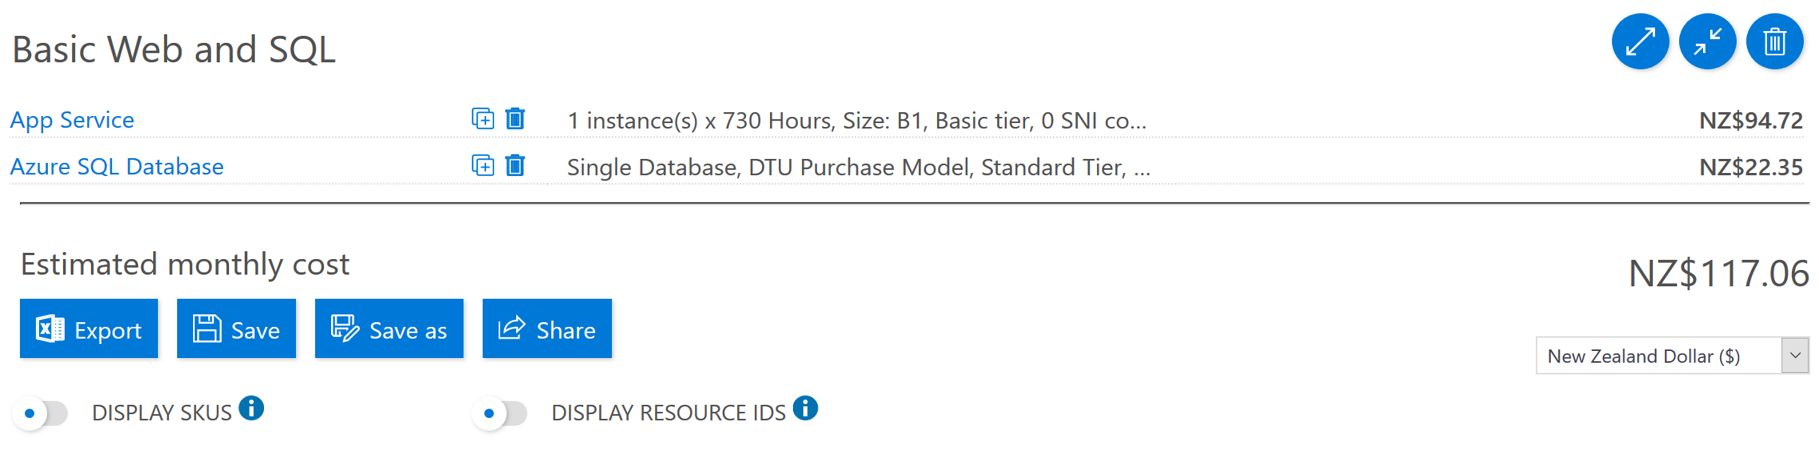 Basic Web and SQL
App Service 1 instance(s) x 730 Hours, Size: B1, Basic tier, 0 SNI co... NZ$94.72
Azure SQL Database Single Database, DTU Purchase Model, Standard Tier, ... NZ$22.35
Estimated monthly cost
NZ$117.06
Export Save Save as Share
New Zealand Dollar ($)
DISPLAY SKUS DISPLAY RESOURCE IDS